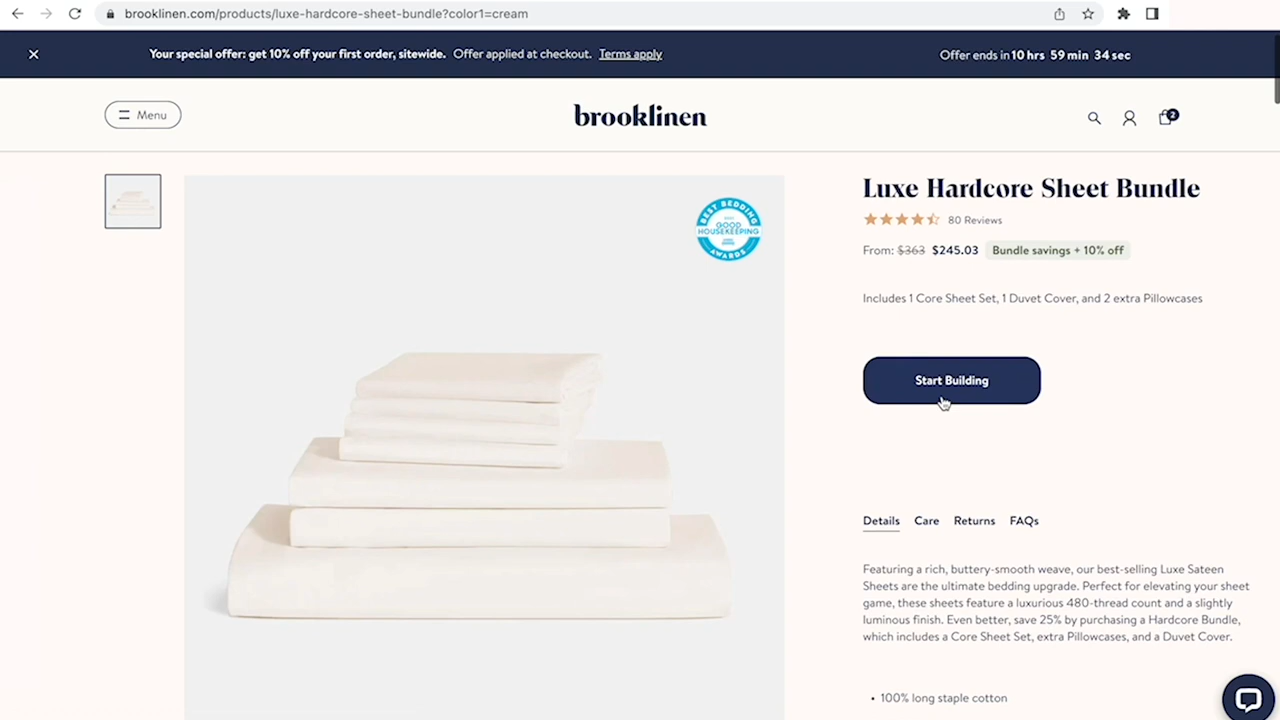 brooklinen.com/products/luxe-hardcore-sheet-bundle?color1=cream
Your special offer: get 10% off your first order, sitewide. Offer applied at checkout. Terms apply
Offer ends in 10 hrs 59 min 34 sec
Menu
brooklinen
2
BEST BEDDING
GOOD
HOUSEKEEPING
AWARDS
Luxe Hardcore Sheet Bundle
80 Reviews
From: $363 $245.03 Bundle savings + 10% off
Includes 1 Core Sheet Set, 1 Duvet Cover, and 2 extra Pillowcases
Start Building
Details Care Returns FAQs
Featuring a rich, buttery-smooth weave, our best-selling Luxe Sateen
Sheets are the ultimate bedding upgrade. Perfect for elevating your sheet
game, these sheets feature a luxurious 480-thread count and a slightly
luminous finish. Even better, save 25% by purchasing a Hardcore Bundle,
which includes a Core Sheet Set, extra Pillowcases, and a Duvet Cover.
• 100% long staple cotton